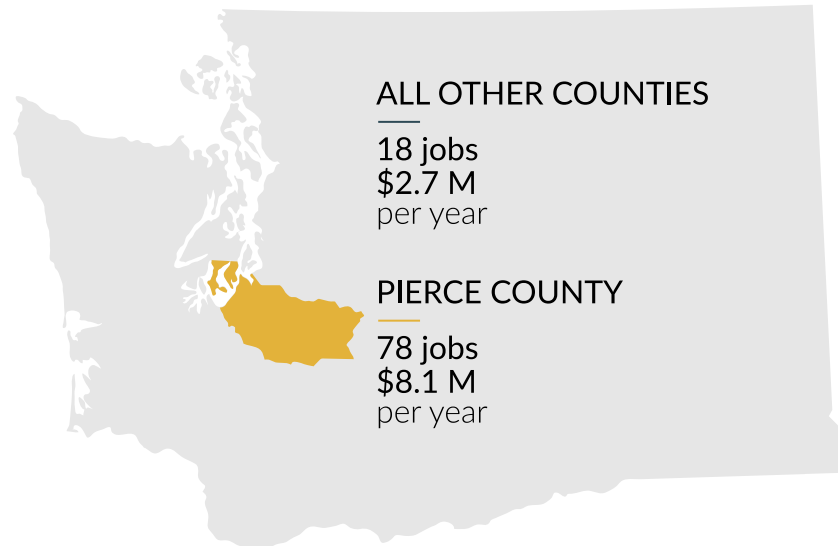 ALL OTHER COUNTIES
18 jobs
$2.7 M
per year
PIERCE COUNTY
78 jobs
$8.1 M
per year